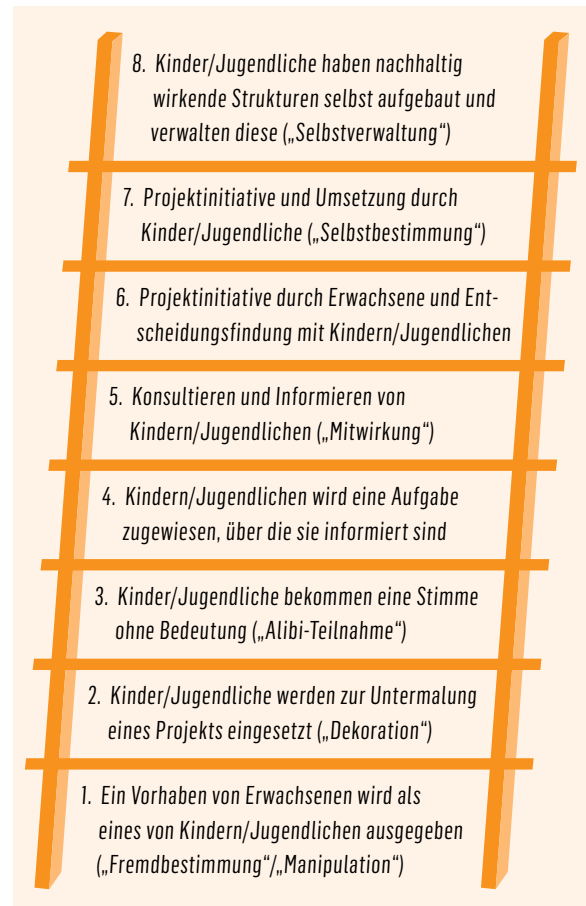 8. Kinder/Jugendliche haben nachhaltig
wirkende Strukturen selbst aufgebaut und
verwalten diese („Selbstverwaltung“)
7. Projektinitiative und Umsetzung durch
Kinder/Jugendliche („Selbstbestimmung“)
6. Projektinitiative durch Erwachsene und Ent-
scheidungsfindung mit Kindern/Jugendlichen
5. Konsultieren und Informieren von
Kindern/Jugendlichen („Mitwirkung“)
4. Kindern/Jugendlichen wird eine Aufgabe
zugewiesen, über die sie informiert sind
3. Kinder/Jugendliche bekommen eine Stimme
ohne Bedeutung („Alibi-Teilnahme“)
2. Kinder/Jugendliche werden zur Untermalung
eines Projekts eingesetzt („Dekoration“)
1. Ein Vorhaben von Erwachsenen wird als
eines von Kindern/Jugendlichen ausgegeben
(„Fremdbestimmung“/„Manipulation“)